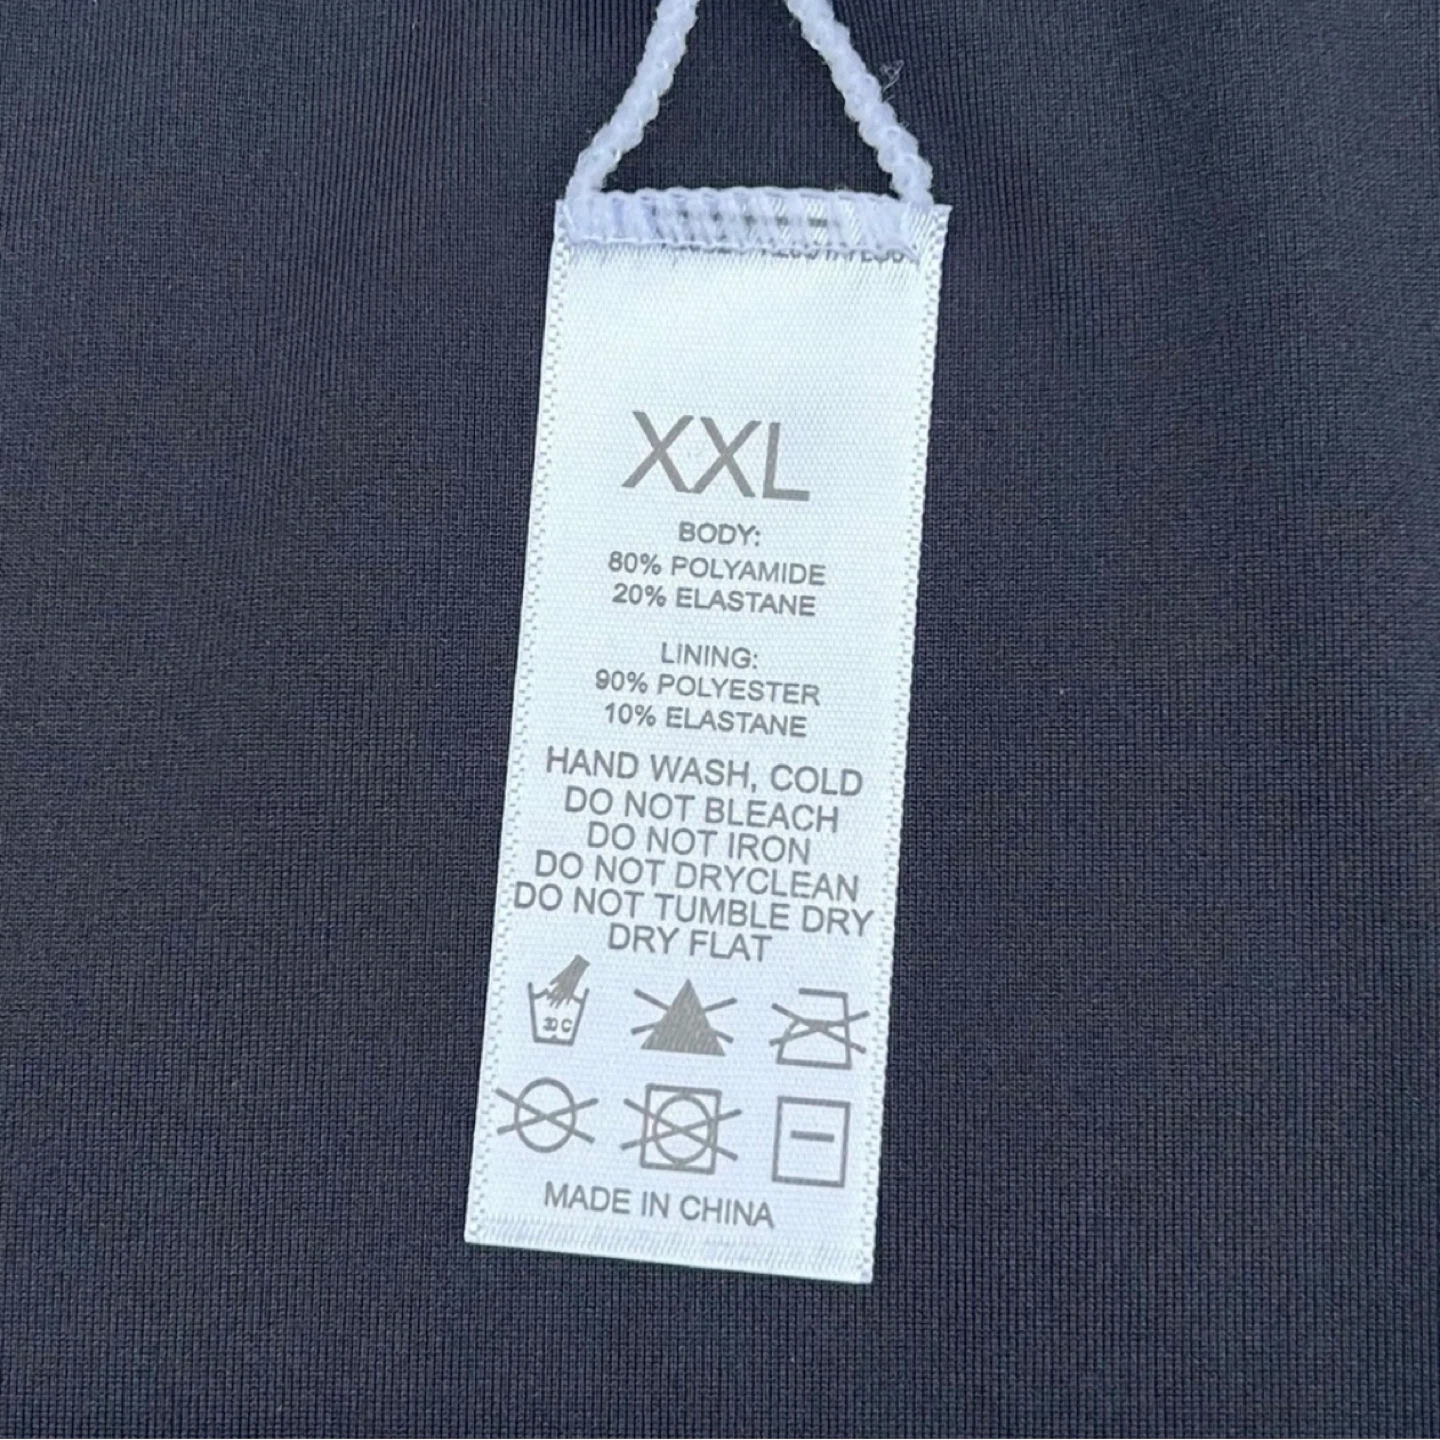 XXL
BODY:
80% POLYAMIDE
20% ELASTANE
LINING:
90% POLYESTER
10% ELASTANE
HAND WASH, COLD
DO NOT BLEACH
DO NOT IRON
DO NOT DRYCLEAN
DO NOT TUMBLE DRY
DRY FLAT
30 C
MADE IN CHINA